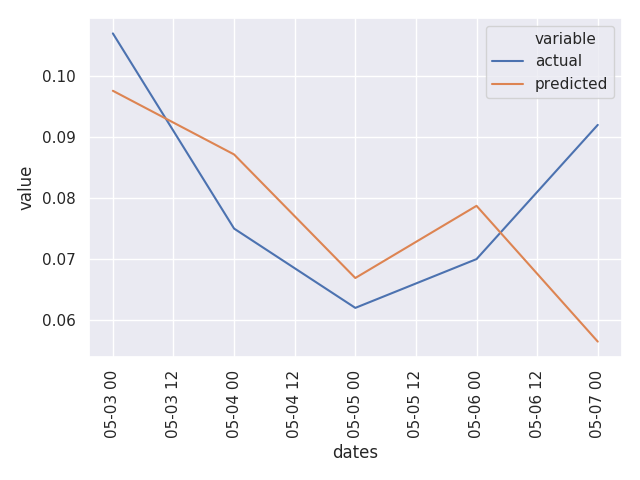 variable
actual
predicted
0.10
0.09
0.08
0.07
0.06
value
05-03 00
05-03 12
05-04 00
05-04 12
05-05 00
05-05 12
05-06 00
05-06 12
05-07 00
dates